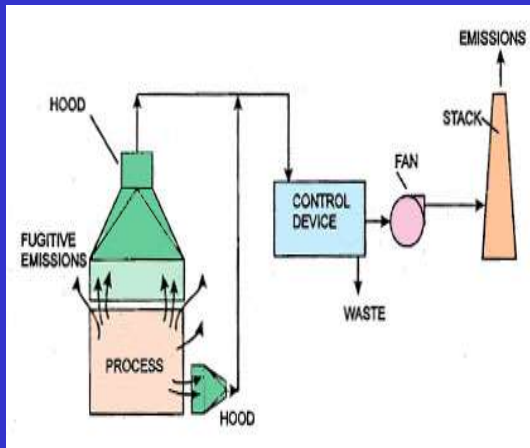 EMISSIONS
HOOD
STACK
FAN
CONTROL
DEVICE
FUGITIVE
EMISSIONS
WASTE
PROCESS
HOOD